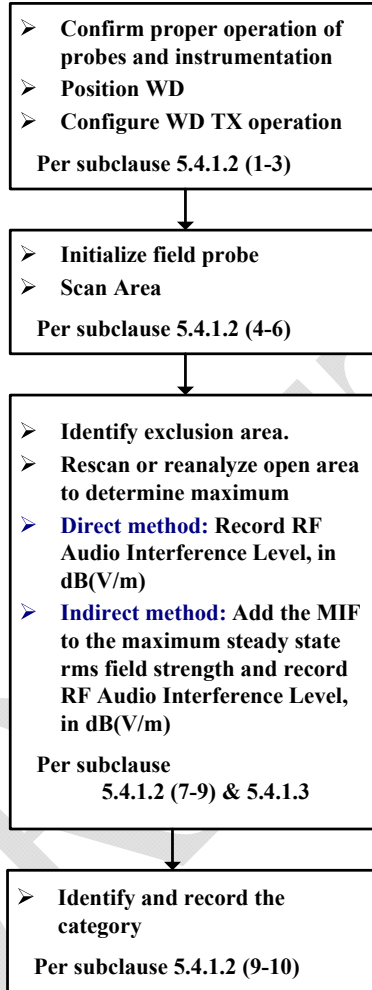 ➢ Confirm proper operation of
probes and instrumentation
➢ Position WD
➢ Configure WD TX operation
Per subclause 5.4.1.2 (1-3)
➢ Initialize field probe
➢ Scan Area
Per subclause 5.4.1.2 (4-6)
➢ Identify exclusion area.
➢ Rescan or reanalyze open area
to determine maximum
➢ Direct method: Record RF
Audio Interference Level, in
dB(V/m)
➢ Indirect method: Add the MIF
to the maximum steady state
rms field strength and record
RF Audio Interference Level,
in dB(V/m)
Per subclause
5.4.1.2 (7-9) & 5.4.1.3
➢ Identify and record the
category
Per subclause 5.4.1.2 (9-10)